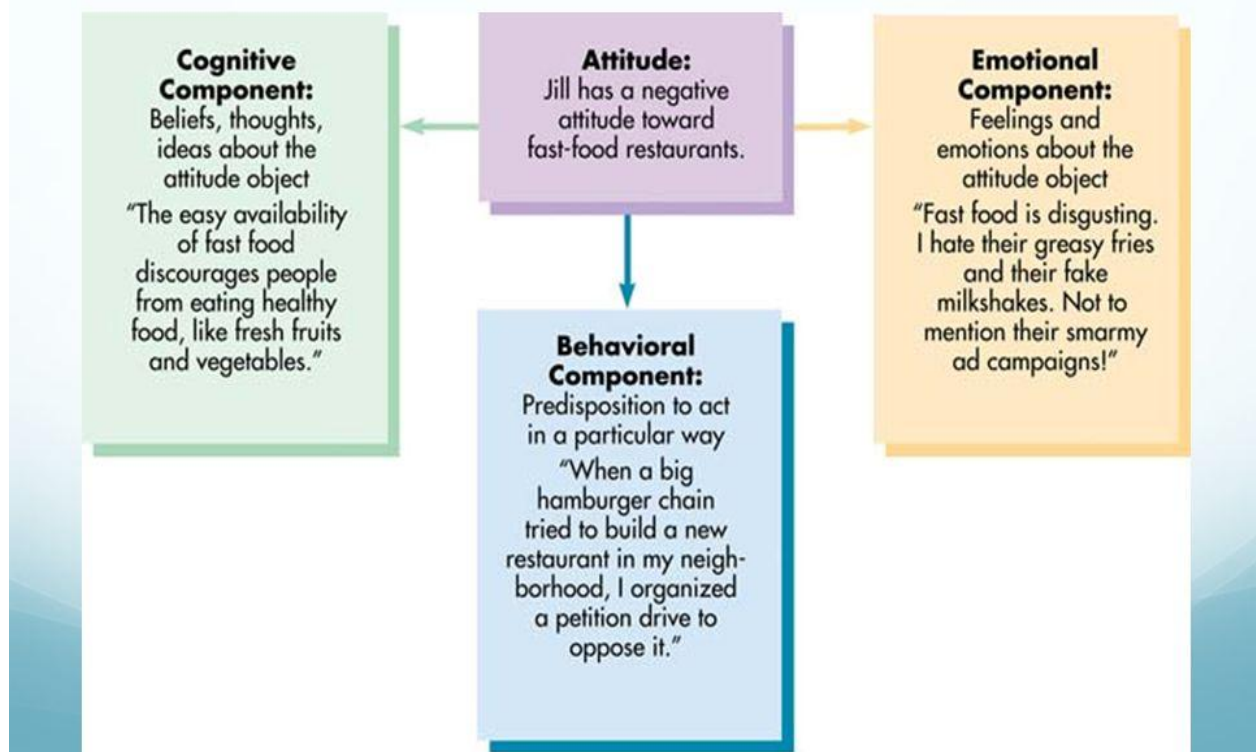 Cognitive
Component:
Beliefs, thoughts,
ideas about the
attitude object
“The easy availability
of fast food
discourages people
from eating healthy
food, like fresh fruits
and vegetables.”
Attitude:
Jill has a negative
attitude toward
fast-food restaurants.
Emotional
Component:
Feelings and
emotions about the
attitude object
“Fast food is disgusting.
I hate their greasy fries
and their fake
milkshakes. Not to
mention their smarmy
ad campaigns!”
Behavioral
Component:
Predisposition to act
in a particular way
“When a big
hamburger chain
tried to build a new
restaurant in my neigh-
borhood, I organized
a petition drive to
oppose it.”